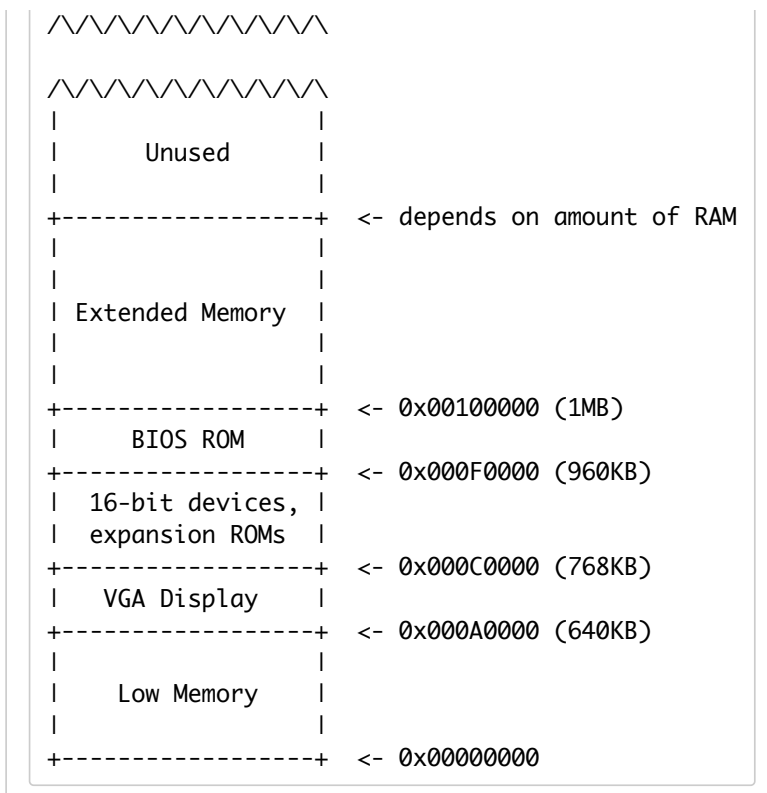 /\/\/\/\/\/\/\/\/\/\
/\/\/\/\/\/\/\/\/\/\
|                  |
|      Unused      |
|                  |
+------------------+  <- depends on amount of RAM
|                  |
|                  |
| Extended Memory  |
|                  |
|                  |
+------------------+  <- 0x00100000 (1MB)
|     BIOS ROM     |
+------------------+  <- 0x000F0000 (960KB)
|  16-bit devices, |
|  expansion ROMs  |
+------------------+  <- 0x000C0000 (768KB)
|   VGA Display    |
+------------------+  <- 0x000A0000 (640KB)
|                  |
|    Low Memory    |
|                  |
+------------------+  <- 0x00000000